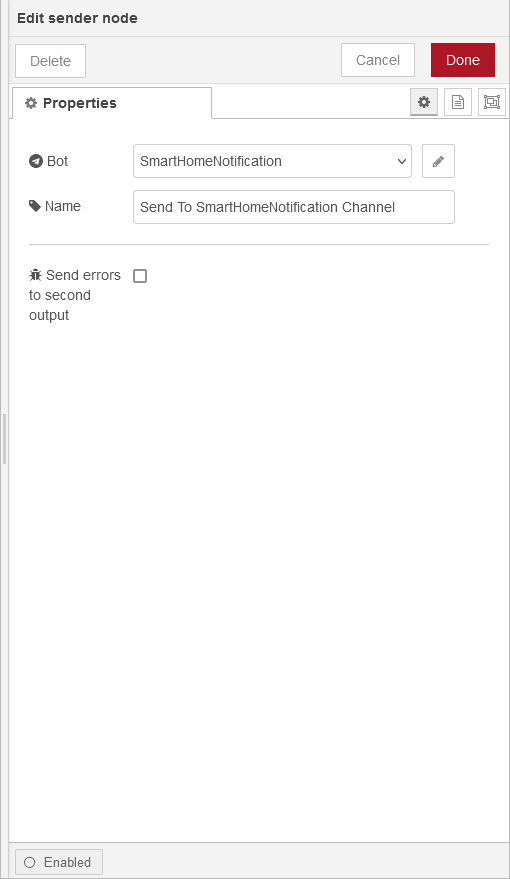 Edit sender node
Delete
Cancel
Done
Properties
Bot
SmartHomeNotification
Name
Send To SmartHomeNotification Channel
Send errors
to second
output
Enabled